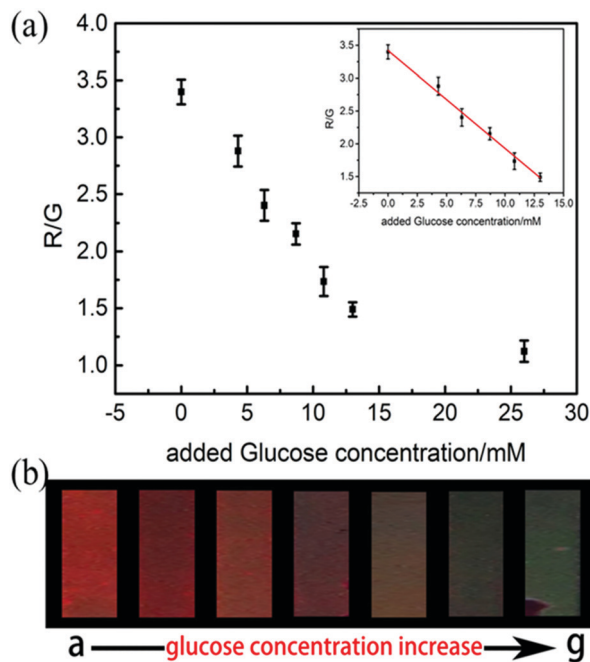 (a)
4.0
3.5
3.0
2.5
2.0
1.5
1.0
R/G
-5 0 5 10 15 20 25 30
added Glucose concentration/mM
3.5
3.0
2.5
2.0
1.5
R/G
-2.5 0.0 2.5 5.0 7.5 10.0 12.5 15.0
added Glucose concentration/mM
(b)
a glucose concentration increase g